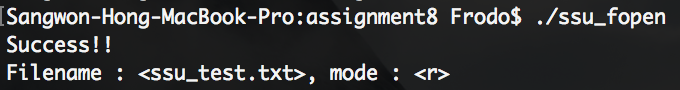 [Sangwon-Hong-MacBook-Pro:assignment8 Frodo$ ./ssu_fopen
Success!!
Filename : <ssu_test.txt>, mode : <r>